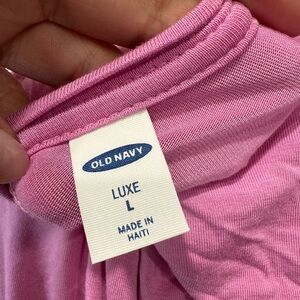 OLD NAVY
LUXE
L
MADE IN
HAITI